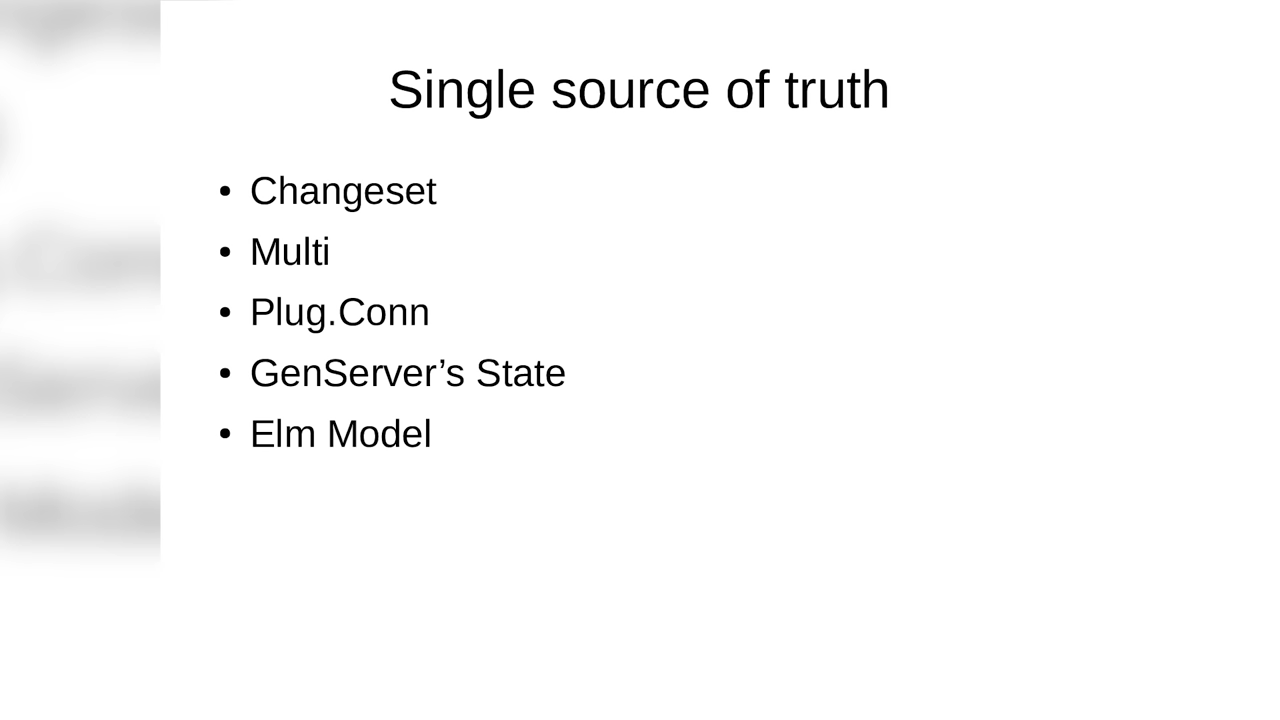 Single source of truth
• Changeset
• Multi
• Plug.Conn
• GenServer’s State
• Elm Model